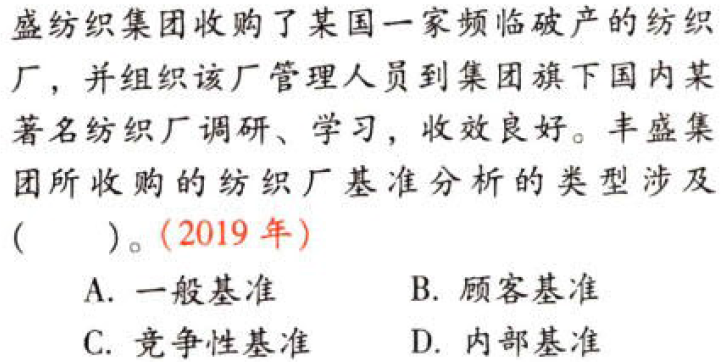 盛纺织集团收购了某国一家频临破产的纺织
厂，并组织该厂管理人员到集团旗下国内某
著名纺织厂调研、学习，收效良好。丰盛集
团所收购的纺织厂基准分析的类型涉及
(　　)。(2019 年)
A. 一般基准　　B. 顾客基准
C. 竞争性基准　　D. 内部基准